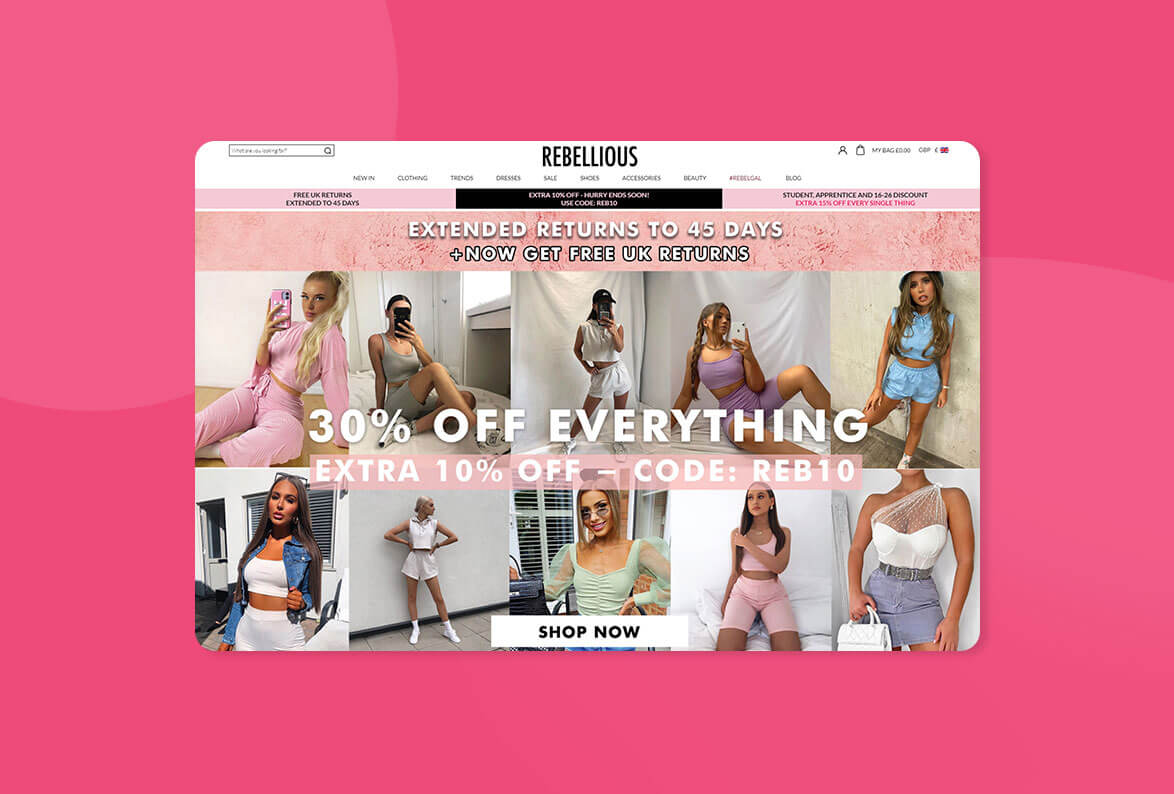 What are you looking for?
REBELLIOUS
MY BAG £0.00
GBP £
NEW IN
CLOTHING
TRENDS
DRESSES
SALE
SHOES
ACCESSORIES
BEAUTY
#REBELGAL
BLOG
FREE UK RETURNS
EXTENDED TO 45 DAYS
EXTRA 10% OFF - HURRY ENDS SOON!
USE CODE: REB10
STUDENT, APPRENTICE AND 16-26 DISCOUNT
EXTRA 15% OFF EVERY SINGLE THING
EXTENDED RETURNS TO 45 DAYS
+NOW GET FREE UK RETURNS
30% OFF EVERYTHING
EXTRA 10% OFF – CODE: REB10
SHOP NOW